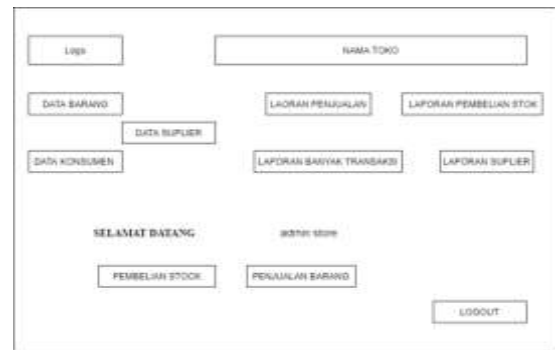 Logo
NAMA TOKO
DATA BARANG
LAORAN PENJUALAN
LAPORAN PEMBELIAN STOK
DATA SUPLIER
DATA KONSUMEN
LAPORAN BANYAK TRANSAKSI
LAPORAN SUPLIER
SELAMAT DATANG
admin store
PEMBELIAN STOCK
PENJUALAN BARANG
LOGOUT